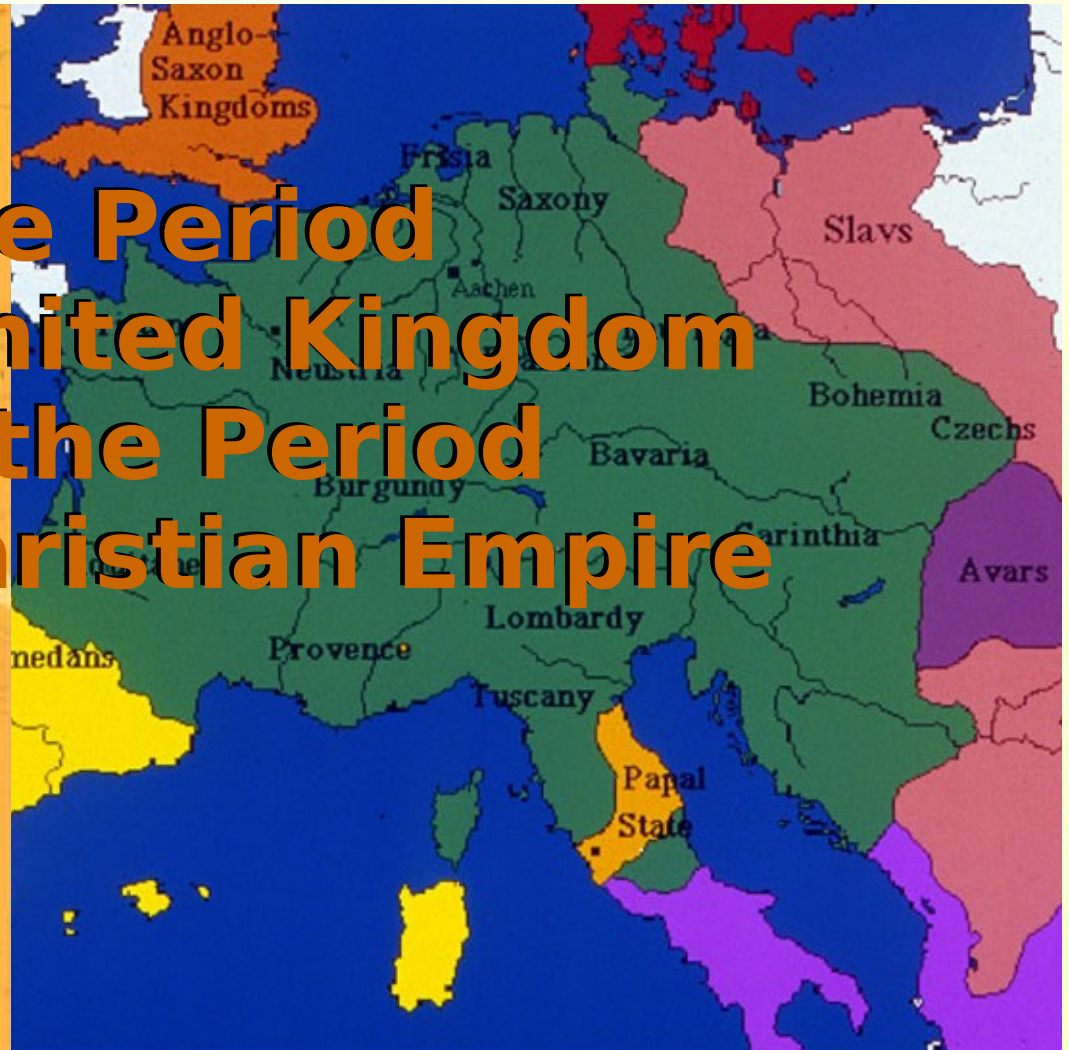 Anglo-
Saxon
Kingdoms
Frisia
Saxony
Slavs
e Period
Aachen
nited Kingdom
Neustria
Bohemia
Czechs
the Period
Bavaria
Burgundy
Carinthia
ristian Empire
Avars
Lombardy
Provence
medans
Tuscany
Papal
State